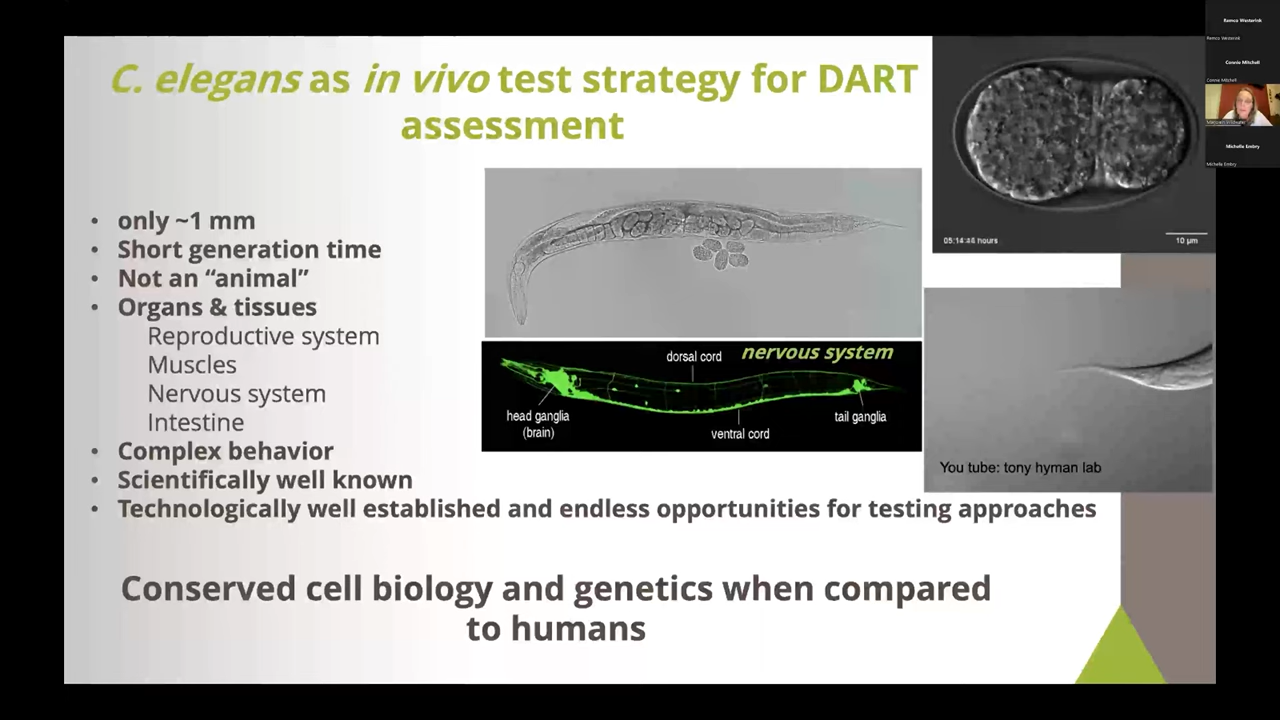 C. elegans as in vivo test strategy for DART
assessment
only ~1 mm
Short generation time
Not an “animal”
Organs & tissues
Reproductive system
Muscles
Nervous system
Intestine
Complex behavior
Scientifically well known
Technologically well established and endless opportunities for testing approaches
Conserved cell biology and genetics when compared
to humans
nervous system
dorsal cord
head ganglia
(brain)
ventral cord
tail ganglia
05:14:48 hours
10 µm
You tube: tony hyman lab
Remco Westerink
Remco Westerink
Connie Mitchell
Connie Mitchell
Michelle Embry
Michelle Embry